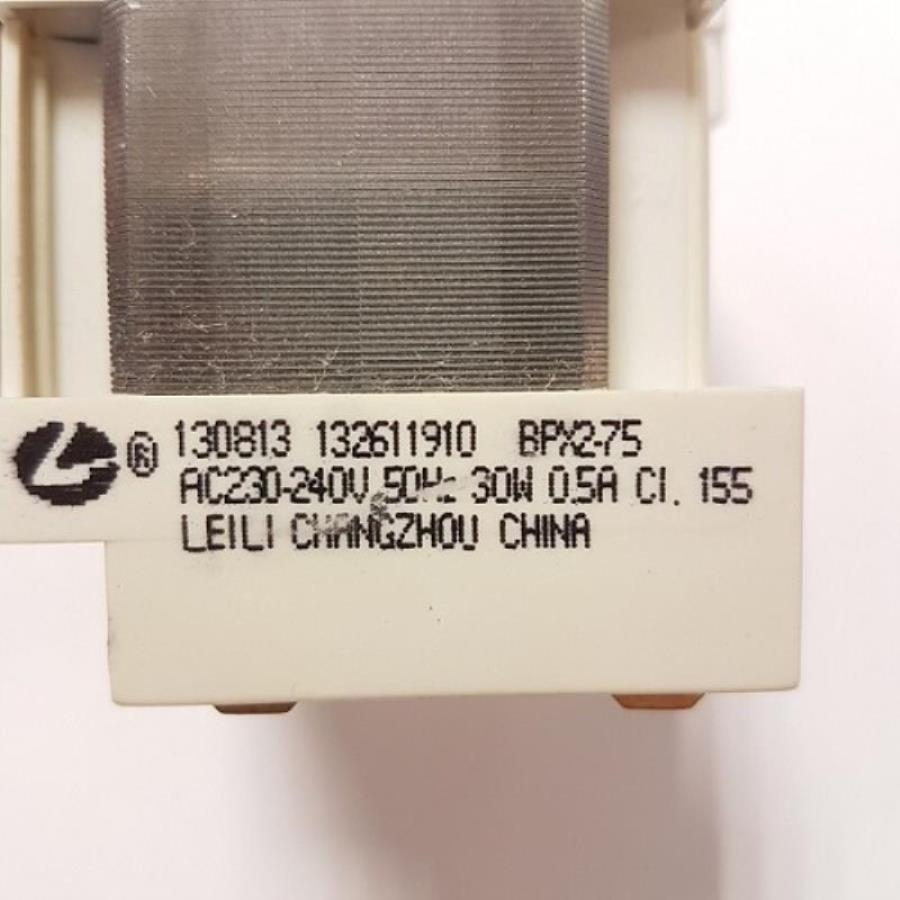 ® 130813 132611910 BPX2-75
AC230-240V 50Hz 30W 0.5A Cl. 155
LEILI CHANGZHOU CHINA